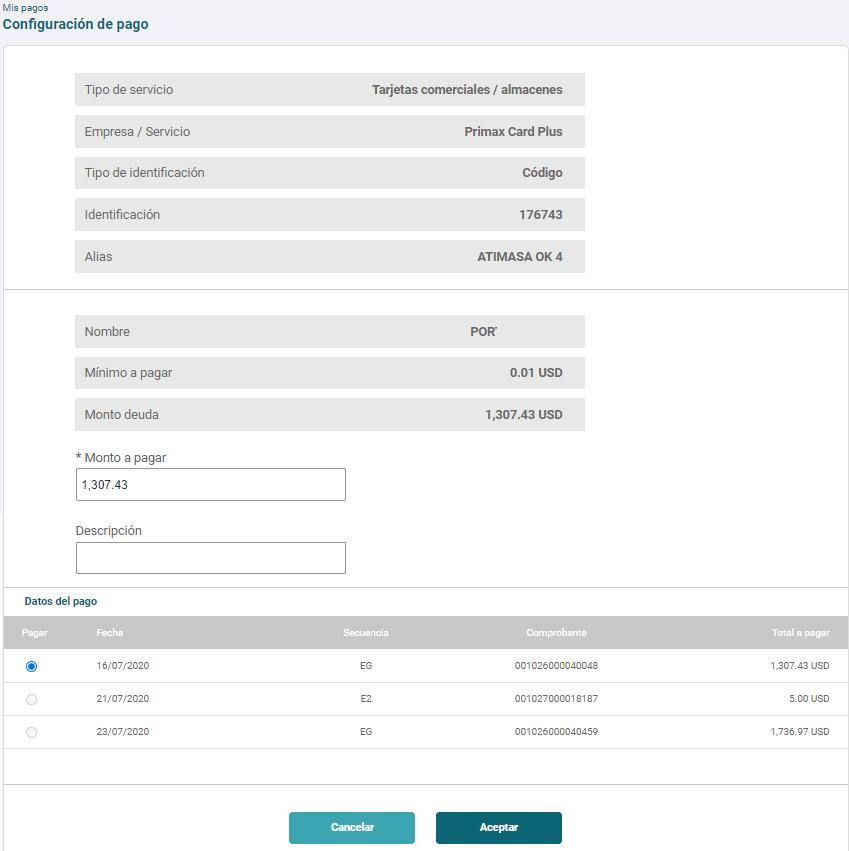 Mis pagos
Configuración de pago
Tipo de servicio Tarjetas comerciales / almacenes
Empresa / Servicio Primax Card Plus
Tipo de identificación Código
Identificación 176743
Alias ATIMASA OK 4
Nombre POR
Mínimo a pagar 0.01 USD
Monto deuda 1,307.43 USD
* Monto a pagar
1,307.43
Descripción
Datos del pago
Pagar Fecha Secuencia Comprobante Total a pagar
16/07/2020 EG 001026000040048 1,307.43 USD
21/07/2020 E2 001027000018187 5.00 USD
23/07/2020 EG 001026000040459 1,736.97 USD
Cancelar Aceptar